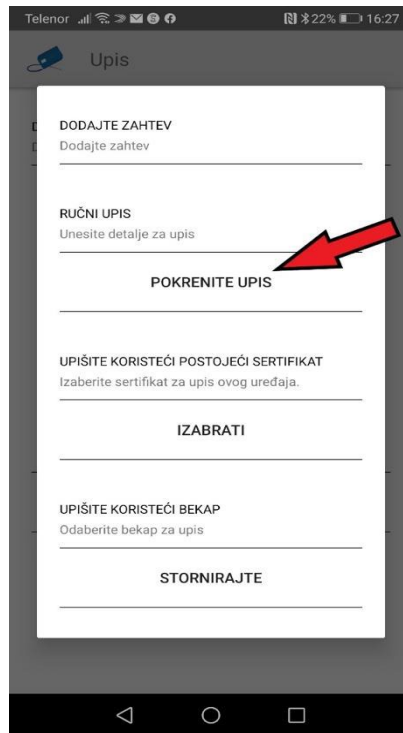 Telenor 22% 16:27
Upis
DODAJTE ZAHTEV
Dodajte zahtev
RUČNI UPIS
Unesite detalje za upis
POKRENITE UPIS
UPIŠITE KORISTEĆI POSTOJEĆI SERTIFIKAT
Izaberite sertifikat za upis ovog uređaja.
IZABRATI
UPIŠITE KORISTEĆI BEKAP
Odaberite bekap za upis
STORNIRAJTE